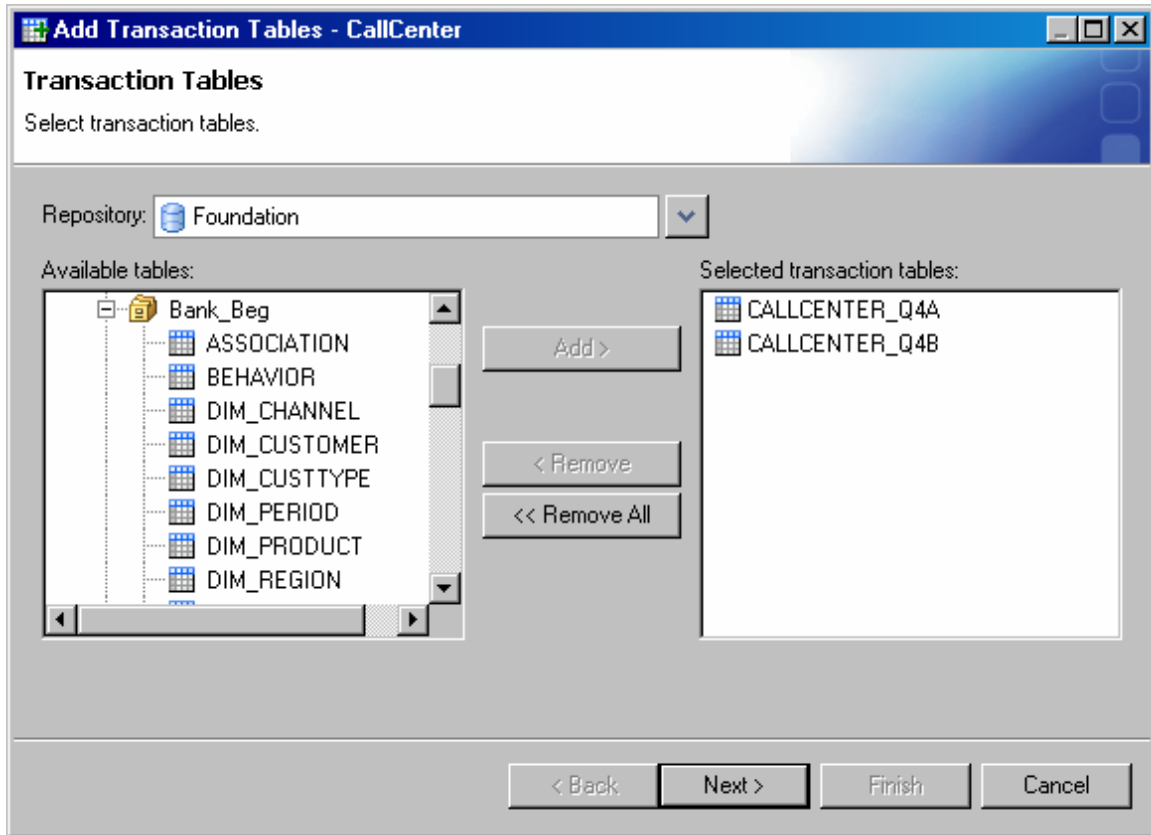 Add Transaction Tables - CallCenter
Transaction Tables
Select transaction tables.
Repository: Foundation
Available tables:
Bank_Beg
ASSOCIATION
BEHAVIOR
DIM_CHANNEL
DIM_CUSTOMER
DIM_CUSTTYPE
DIM_PERIOD
DIM_PRODUCT
DIM_REGION
Add >
< Remove
<< Remove All
Selected transaction tables:
CALLCENTER_Q4A
CALLCENTER_Q4B
< Back
Next >
Finish
Cancel